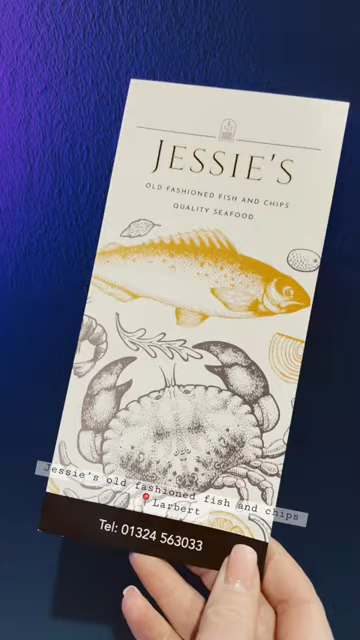 JESSIE'S
OLD FASHIONED FISH AND CHIPS
QUALITY SEAFOOD
Jessie's old fashioned fish and chips
📍Larbert
Tel: 01324 563033